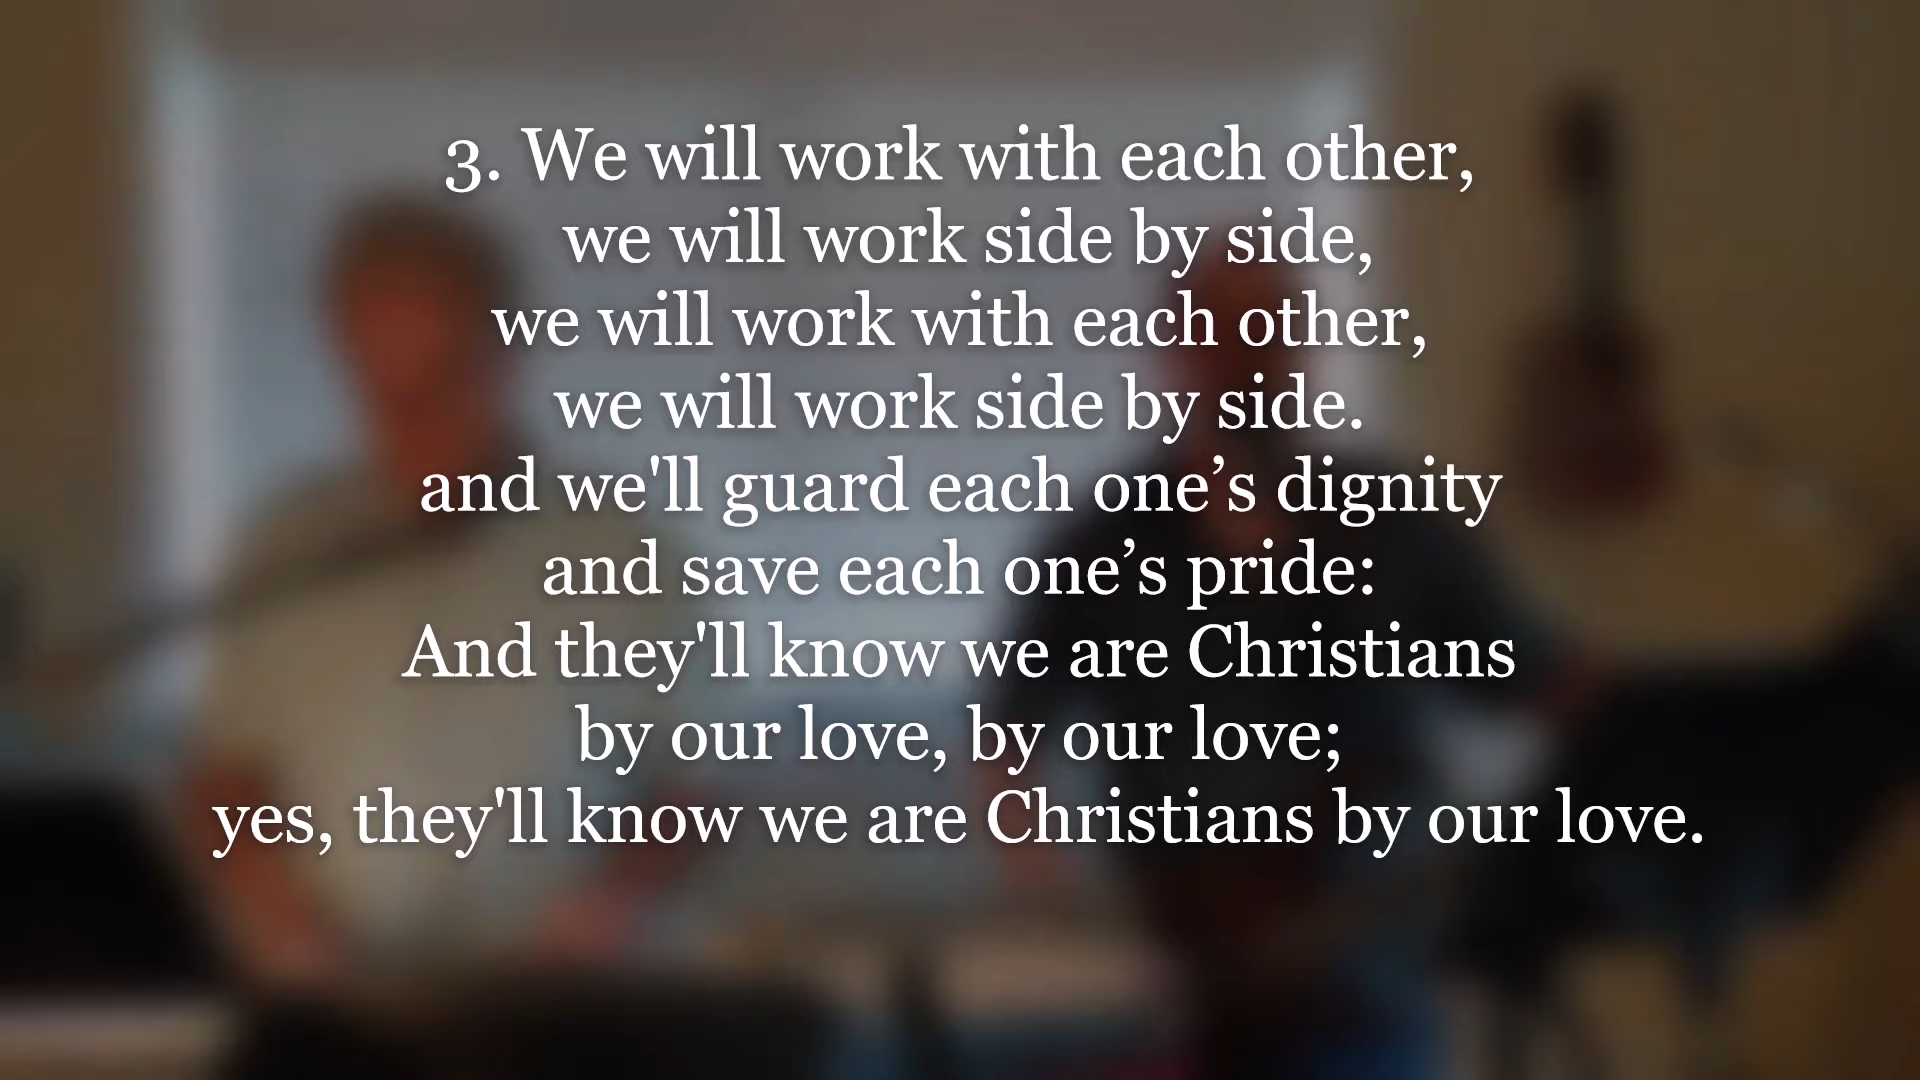 3. We will work with each other,
we will work side by side,
we will work with each other,
we will work side by side.
and we'll guard each one’s dignity
and save each one’s pride:
And they'll know we are Christians
by our love, by our love;
yes, they'll know we are Christians by our love.